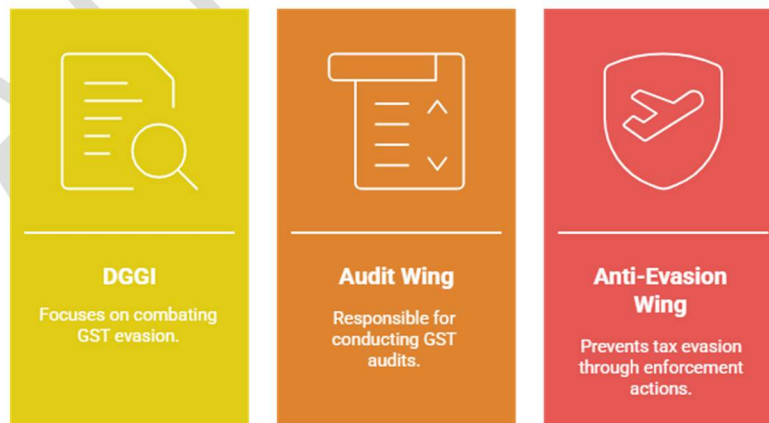 DGGI
Focuses on combating
GST evasion.
Audit Wing
Responsible for
conducting GST
audits.
Anti-Evasion
Wing
Prevents tax evasion
through enforcement
actions.